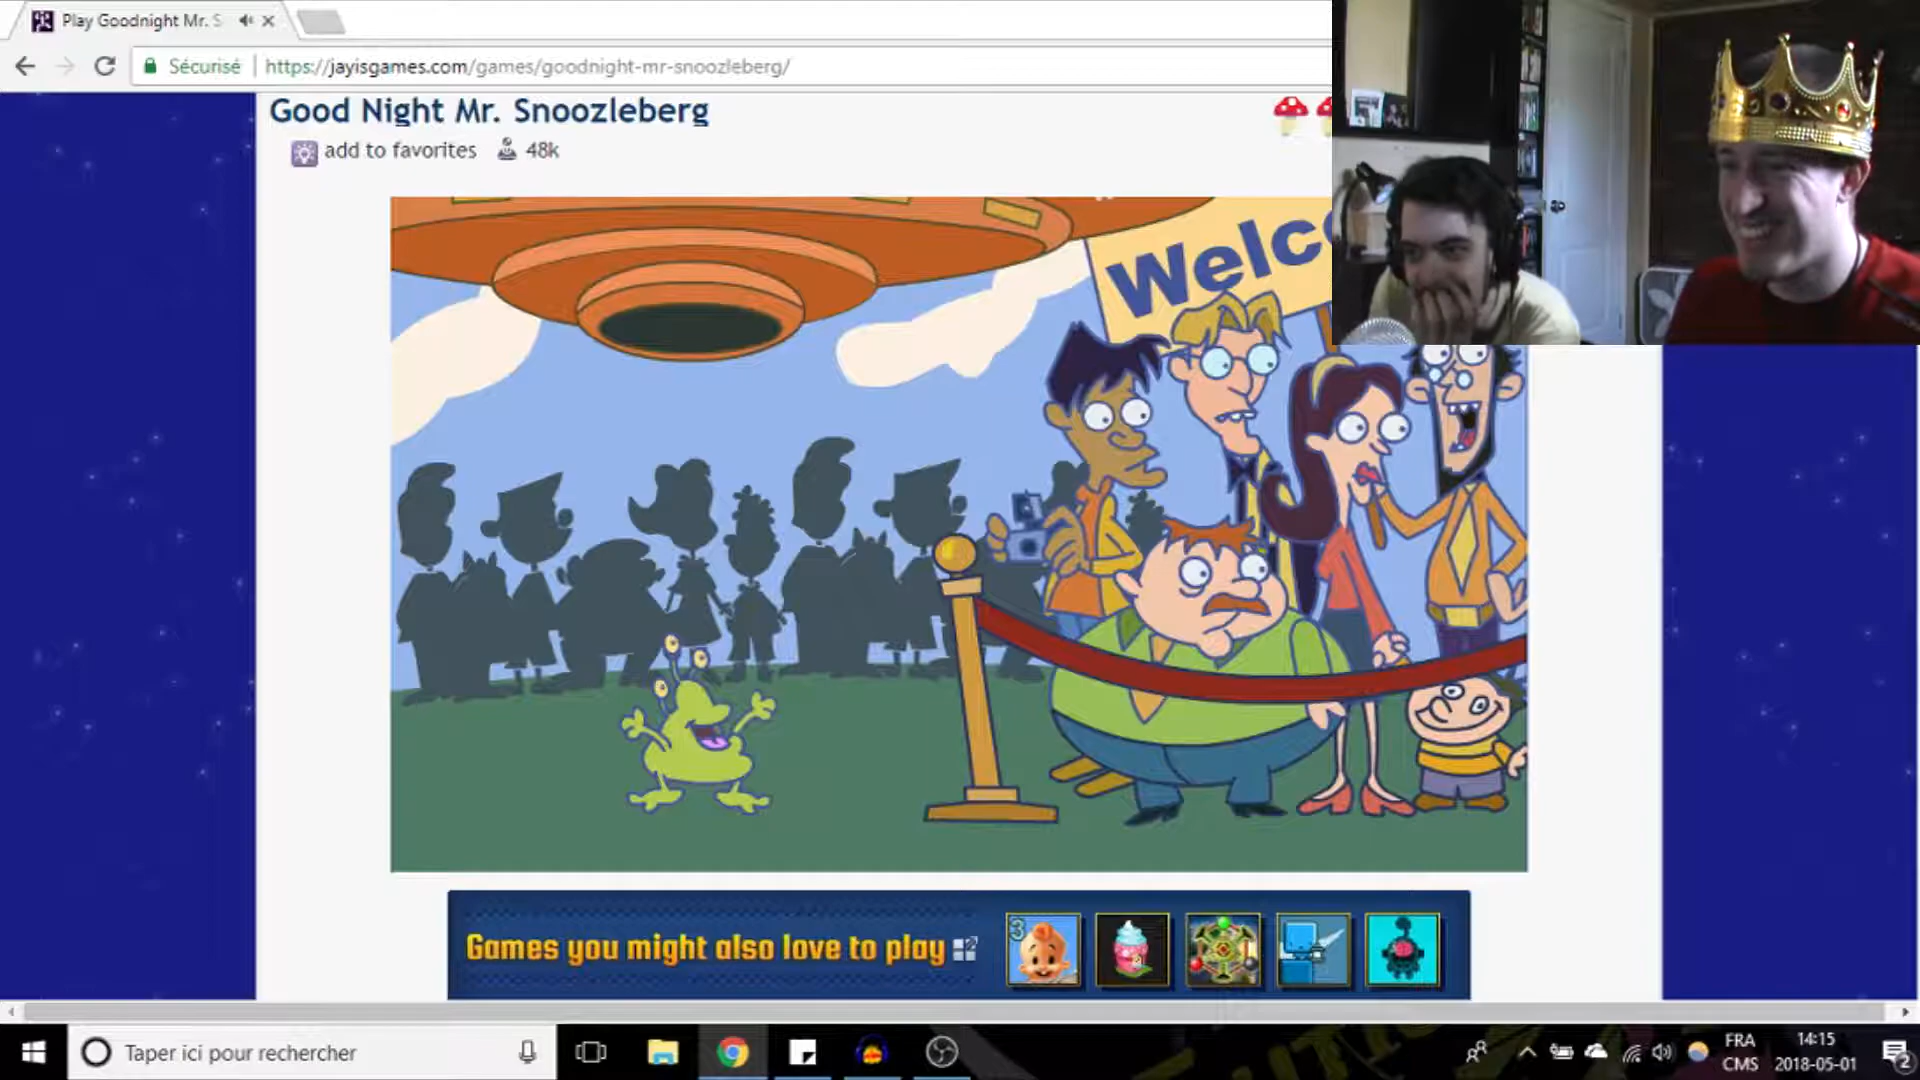 Play Goodnight Mr. S
Sécurisé
https://jayisgames.com/games/goodnight-mr-snoozleberg/
Good Night Mr. Snoozleberg
add to favorites
48k
Welc
Games you might also love to play
3
Taper ici pour rechercher
FRA
CMS
14:15
2018-05-01
2